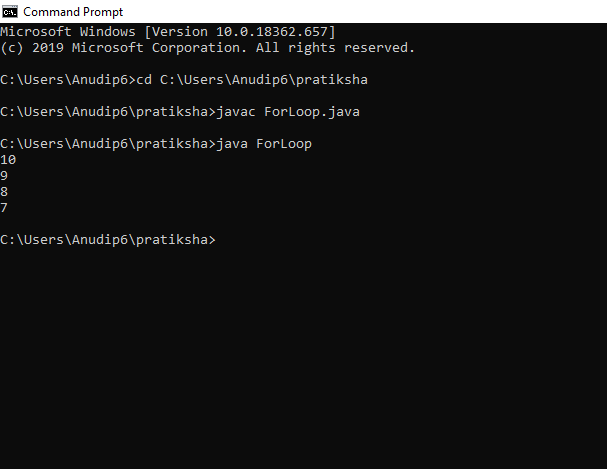 Command Prompt
Microsoft Windows [Version 10.0.18362.657]
(c) 2019 Microsoft Corporation. All rights reserved.
C:\Users\Anudip6>cd C:\Users\Anudip6\pratiksha
C:\Users\Anudip6\pratiksha>javac ForLoop.java
C:\Users\Anudip6\pratiksha>java ForLoop
10
9
8
7
C:\Users\Anudip6\pratiksha>